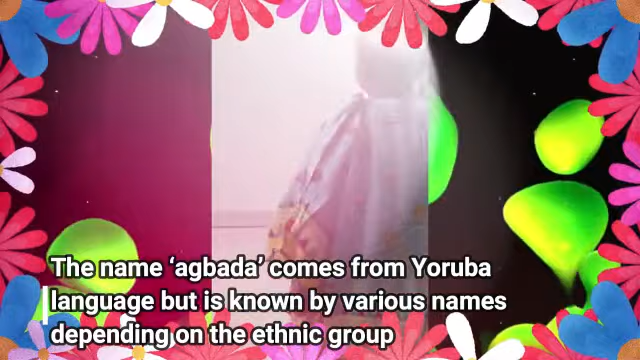 The name ‘agbada’ comes from Yoruba
language but is known by various names
depending on the ethnic group